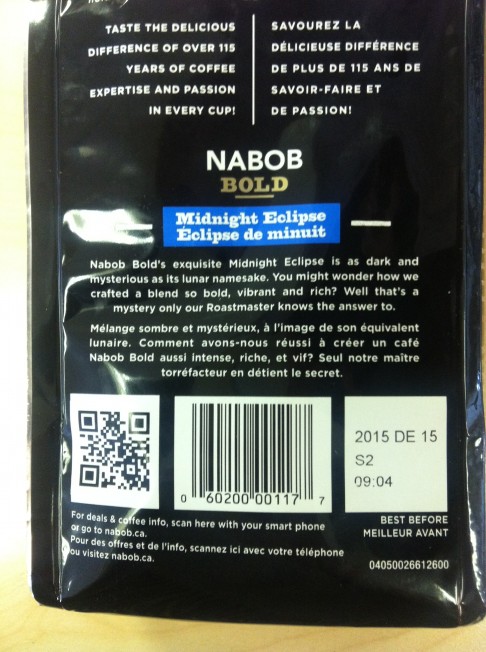 TASTE THE DELICIOUS
DIFFERENCE OF OVER 115
YEARS OF COFFEE
EXPERTISE AND PASSION
IN EVERY CUP!
SAVOUREZ LA
DÉLICIEUSE DIFFÉRENCE
DE PLUS DE 115 ANS DE
SAVOIR-FAIRE ET
DE PASSION!
NABOB
BOLD
Midnight Eclipse
Éclipse de minuit
Nabob Bold's exquisite Midnight Eclipse is as dark and
mysterious as its lunar namesake. You might wonder how we
crafted a blend so bold, vibrant and rich? Well that's a
mystery only our Roastmaster knows the answer to.
Mélange sombre et mystérieux, à l'image de son équivalent
lunaire. Comment avons-nous réussi à créer un café
Nabob Bold aussi intense, riche, et vif? Seul notre maître
torréfacteur en détient le secret.
0 60200 00117 7
2015 DE 15
S2
09:04
For deals & coffee info, scan here with your smart phone
or go to nabob.ca.
Pour des offres et de l'info, scannez ici avec votre téléphone
ou visitez nabob.ca.
BEST BEFORE
MEILLEUR AVANT
04050026612600